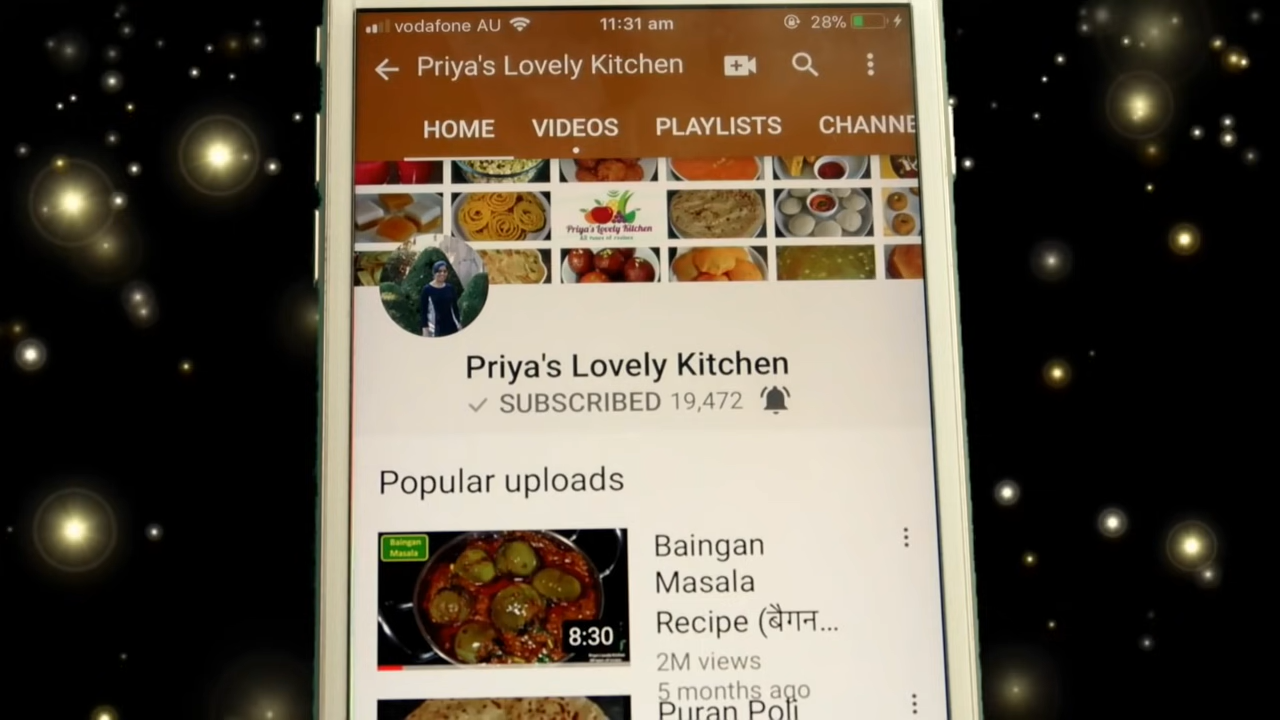 vodafone AU
11:31 am
28%
Priya's Lovely Kitchen
HOME VIDEOS PLAYLISTS CHANNE
Priya's Lovely Kitchen
Priya's Lovely Kitchen
SUBSCRIBED 19,472
Popular uploads
Baingan
Masala
8:30
Baingan
Masala
Recipe (बैगन...
2M views
5 months ago
Puran Poli